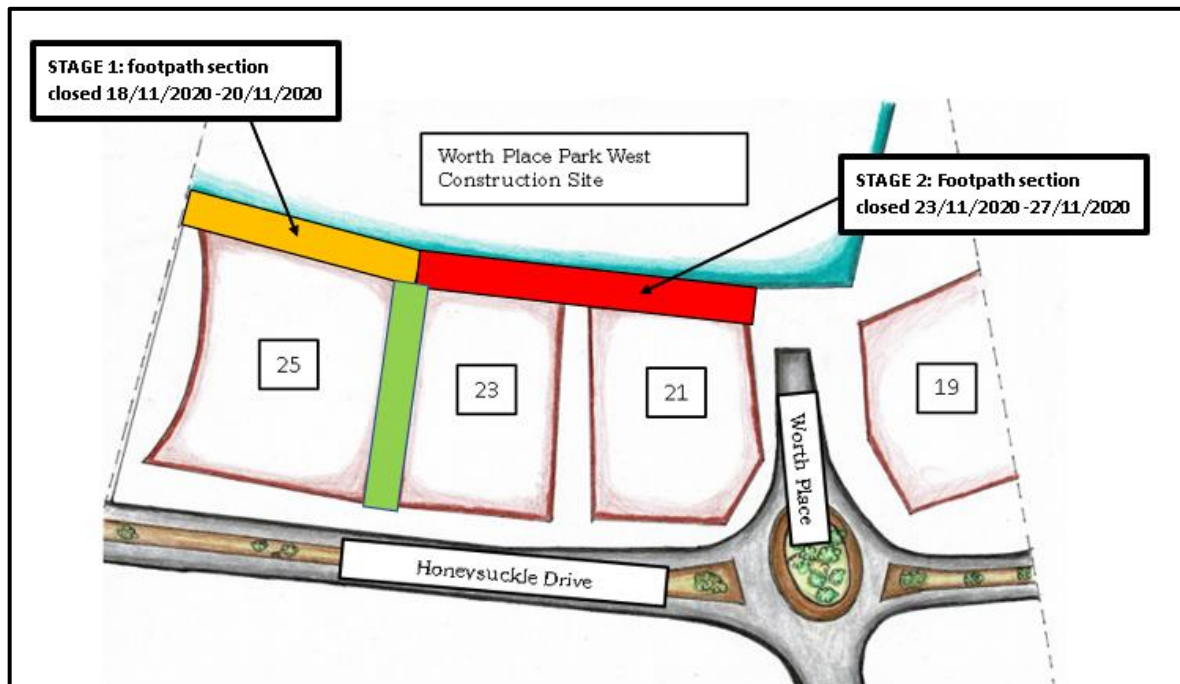 STAGE 1: footpath section
closed 18/11/2020 -20/11/2020
Worth Place Park West
Construction Site
STAGE 2: Footpath section
closed 23/11/2020 -27/11/2020
25
23
21
19
Worth Place
Honeysuckle Drive